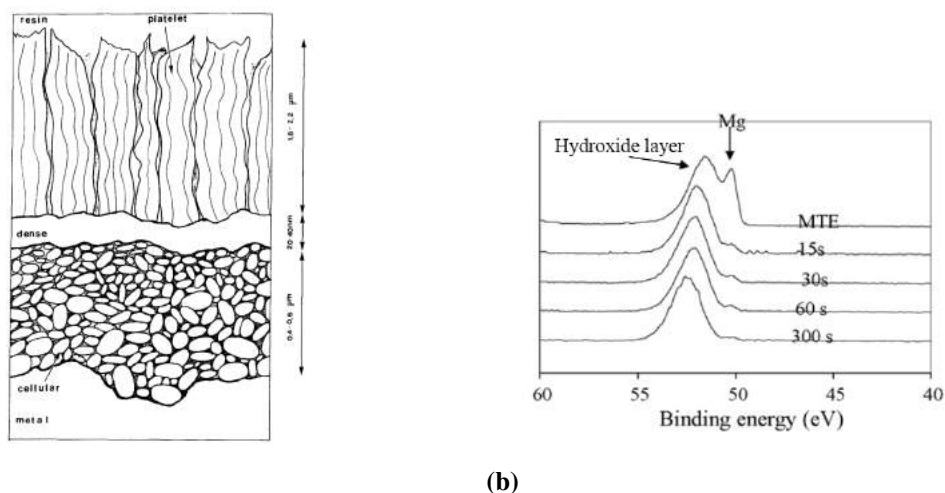 resin
platelet
1,8-2,2 μm
dense
20-40nm
0,4-0,6 μm
cellular
metal
Mg
Hydroxide layer
MTE
15s
30s
60 s
300 s
60 55 50 45 40
Binding energy (eV)
(b)